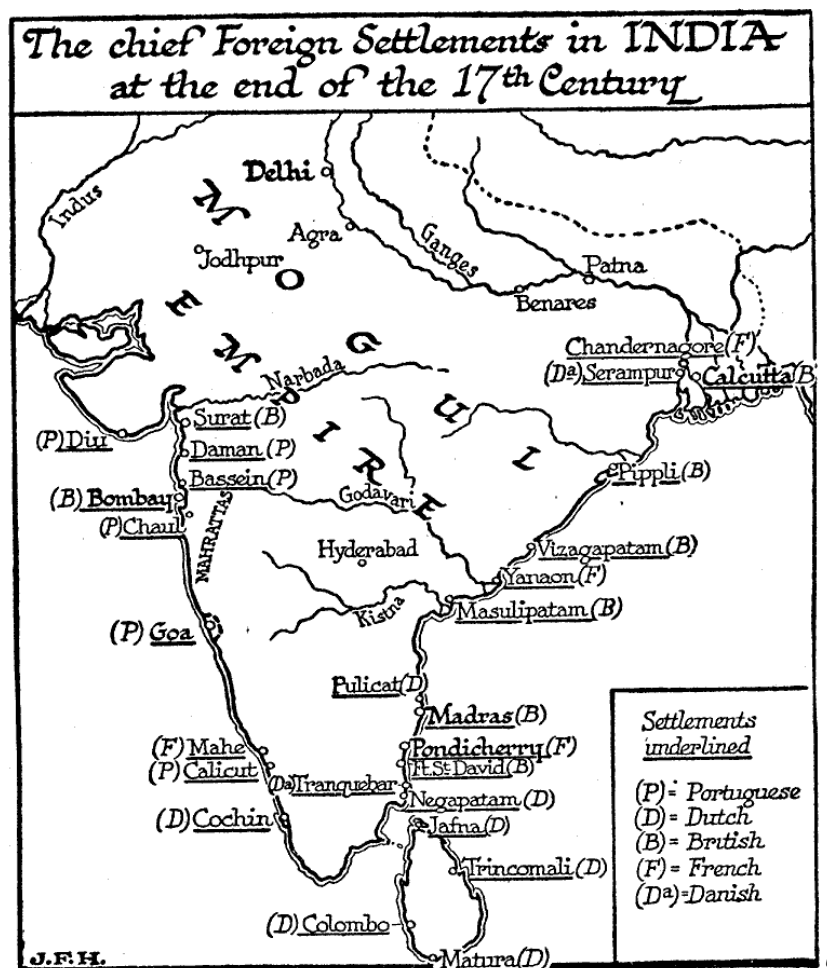 The chief Foreign Settlements in INDIA
at the end of the 17th Century
Delhi
Indus
MOGUL
EMPIRE
Agra
Ganges
Jodhpur
Patna
Benares
Chandernagore (F)
(Da) Serampur
Calcutta (B
Narbada
Surat (B)
(P) Diu
Daman (P)
Bassein (P)
Pippli (B)
(B) Bombay
Godavari
(P) Chaul
MAHRATTAS
Hyderabad
Vizagapatam (B)
Yanaon (F)
Kistna
Masulipatam (B)
(P) Goa
Pulicat (D)
Madras (B)
(F) Mahe
Pondicherry (F)
(P) Calicut
Ft. St David (B)
(Da) Tranquebar
Negapatam (D)
(D) Cochin
Jafna (D)
Trincomali (D)
(D) Colombo
Matura (D)
Settlements
underlined
(P) = Portuguese
(D) = Dutch
(B) = British
(F) = French
(Da) = Danish
J.F.H.